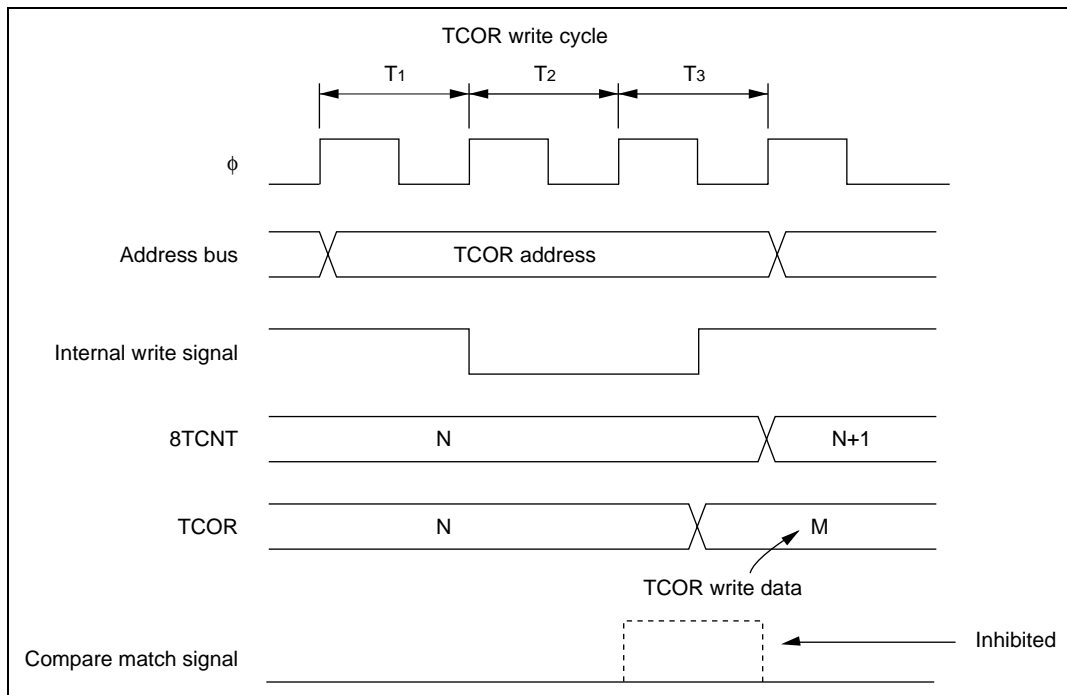 TCOR write cycle
T1 T2 T3
ϕ
Address bus TCOR address
Internal write signal
8TCNT N N+1
TCOR N M
TCOR write data
Inhibited
Compare match signal